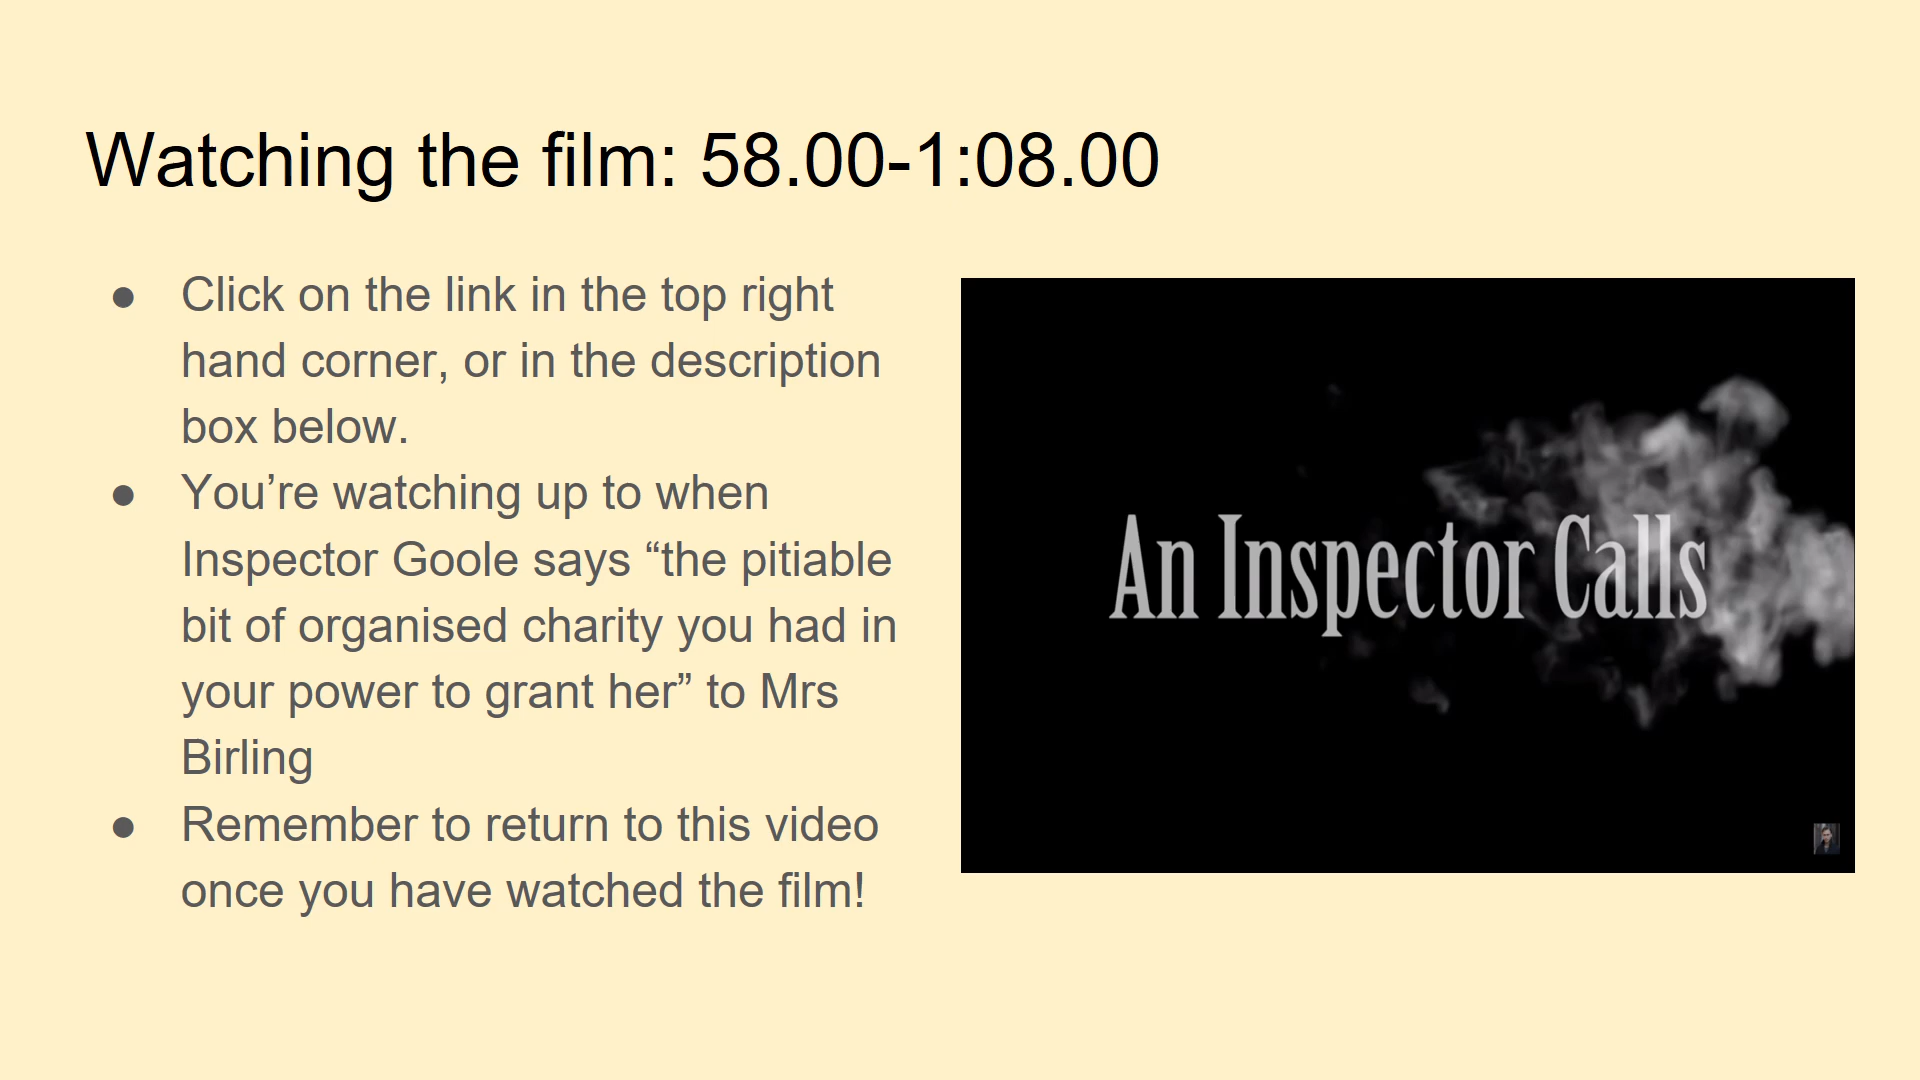 Watching the film: 58.00-1:08.00
● Click on the link in the top right
hand corner, or in the description
box below.
● You’re watching up to when
Inspector Goole says “the pitiable
bit of organised charity you had in
your power to grant her” to Mrs
Birling
● Remember to return to this video
once you have watched the film!
An Inspector Calls